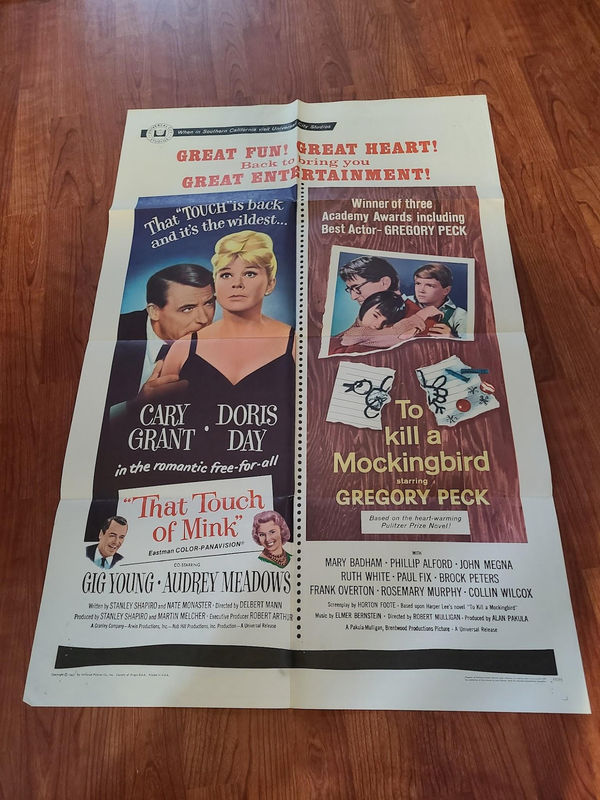 When in Southern California visit Universal City Studios
GREAT FUN! GREAT HEART!
Back to bring you
GREAT ENTERTAINMENT!
That "TOUCH" is back
and it's the wildest...
CARY GRANT • DORIS DAY
in the romantic free-for-all
"That Touch
of Mink"
Eastman COLOR-PANAVISION®
CO-STARRING
GIG YOUNG • AUDREY MEADOWS
Written by STANLEY SHAPIRO and NATE MONASTER • Directed by DELBERT MANN
Produced by STANLEY SHAPIRO and MARTIN MELCHER • Executive Producer ROBERT ARTHUR
A Granley Company – Arwin Productions, Inc. – Nob Hill Productions, Inc. Production – A Universal Release
Winner of three
Academy Awards including
Best Actor – GREGORY PECK
To
kill a
Mockingbird
starring
GREGORY PECK
Based on the heart-warming
Pulitzer Prize Novel!
WITH
MARY BADHAM • PHILLIP ALFORD • JOHN MEGNA
RUTH WHITE • PAUL FIX • BROCK PETERS
FRANK OVERTON • ROSEMARY MURPHY • COLLIN WILCOX
Screenplay by HORTON FOOTE • Based upon Harper Lee's novel "To Kill a Mockingbird"
Music by ELMER BERNSTEIN • Directed by ROBERT MULLIGAN • Produced by ALAN PAKULA
A Pakula-Mulligan, Brentwood Productions Picture • A Universal Release